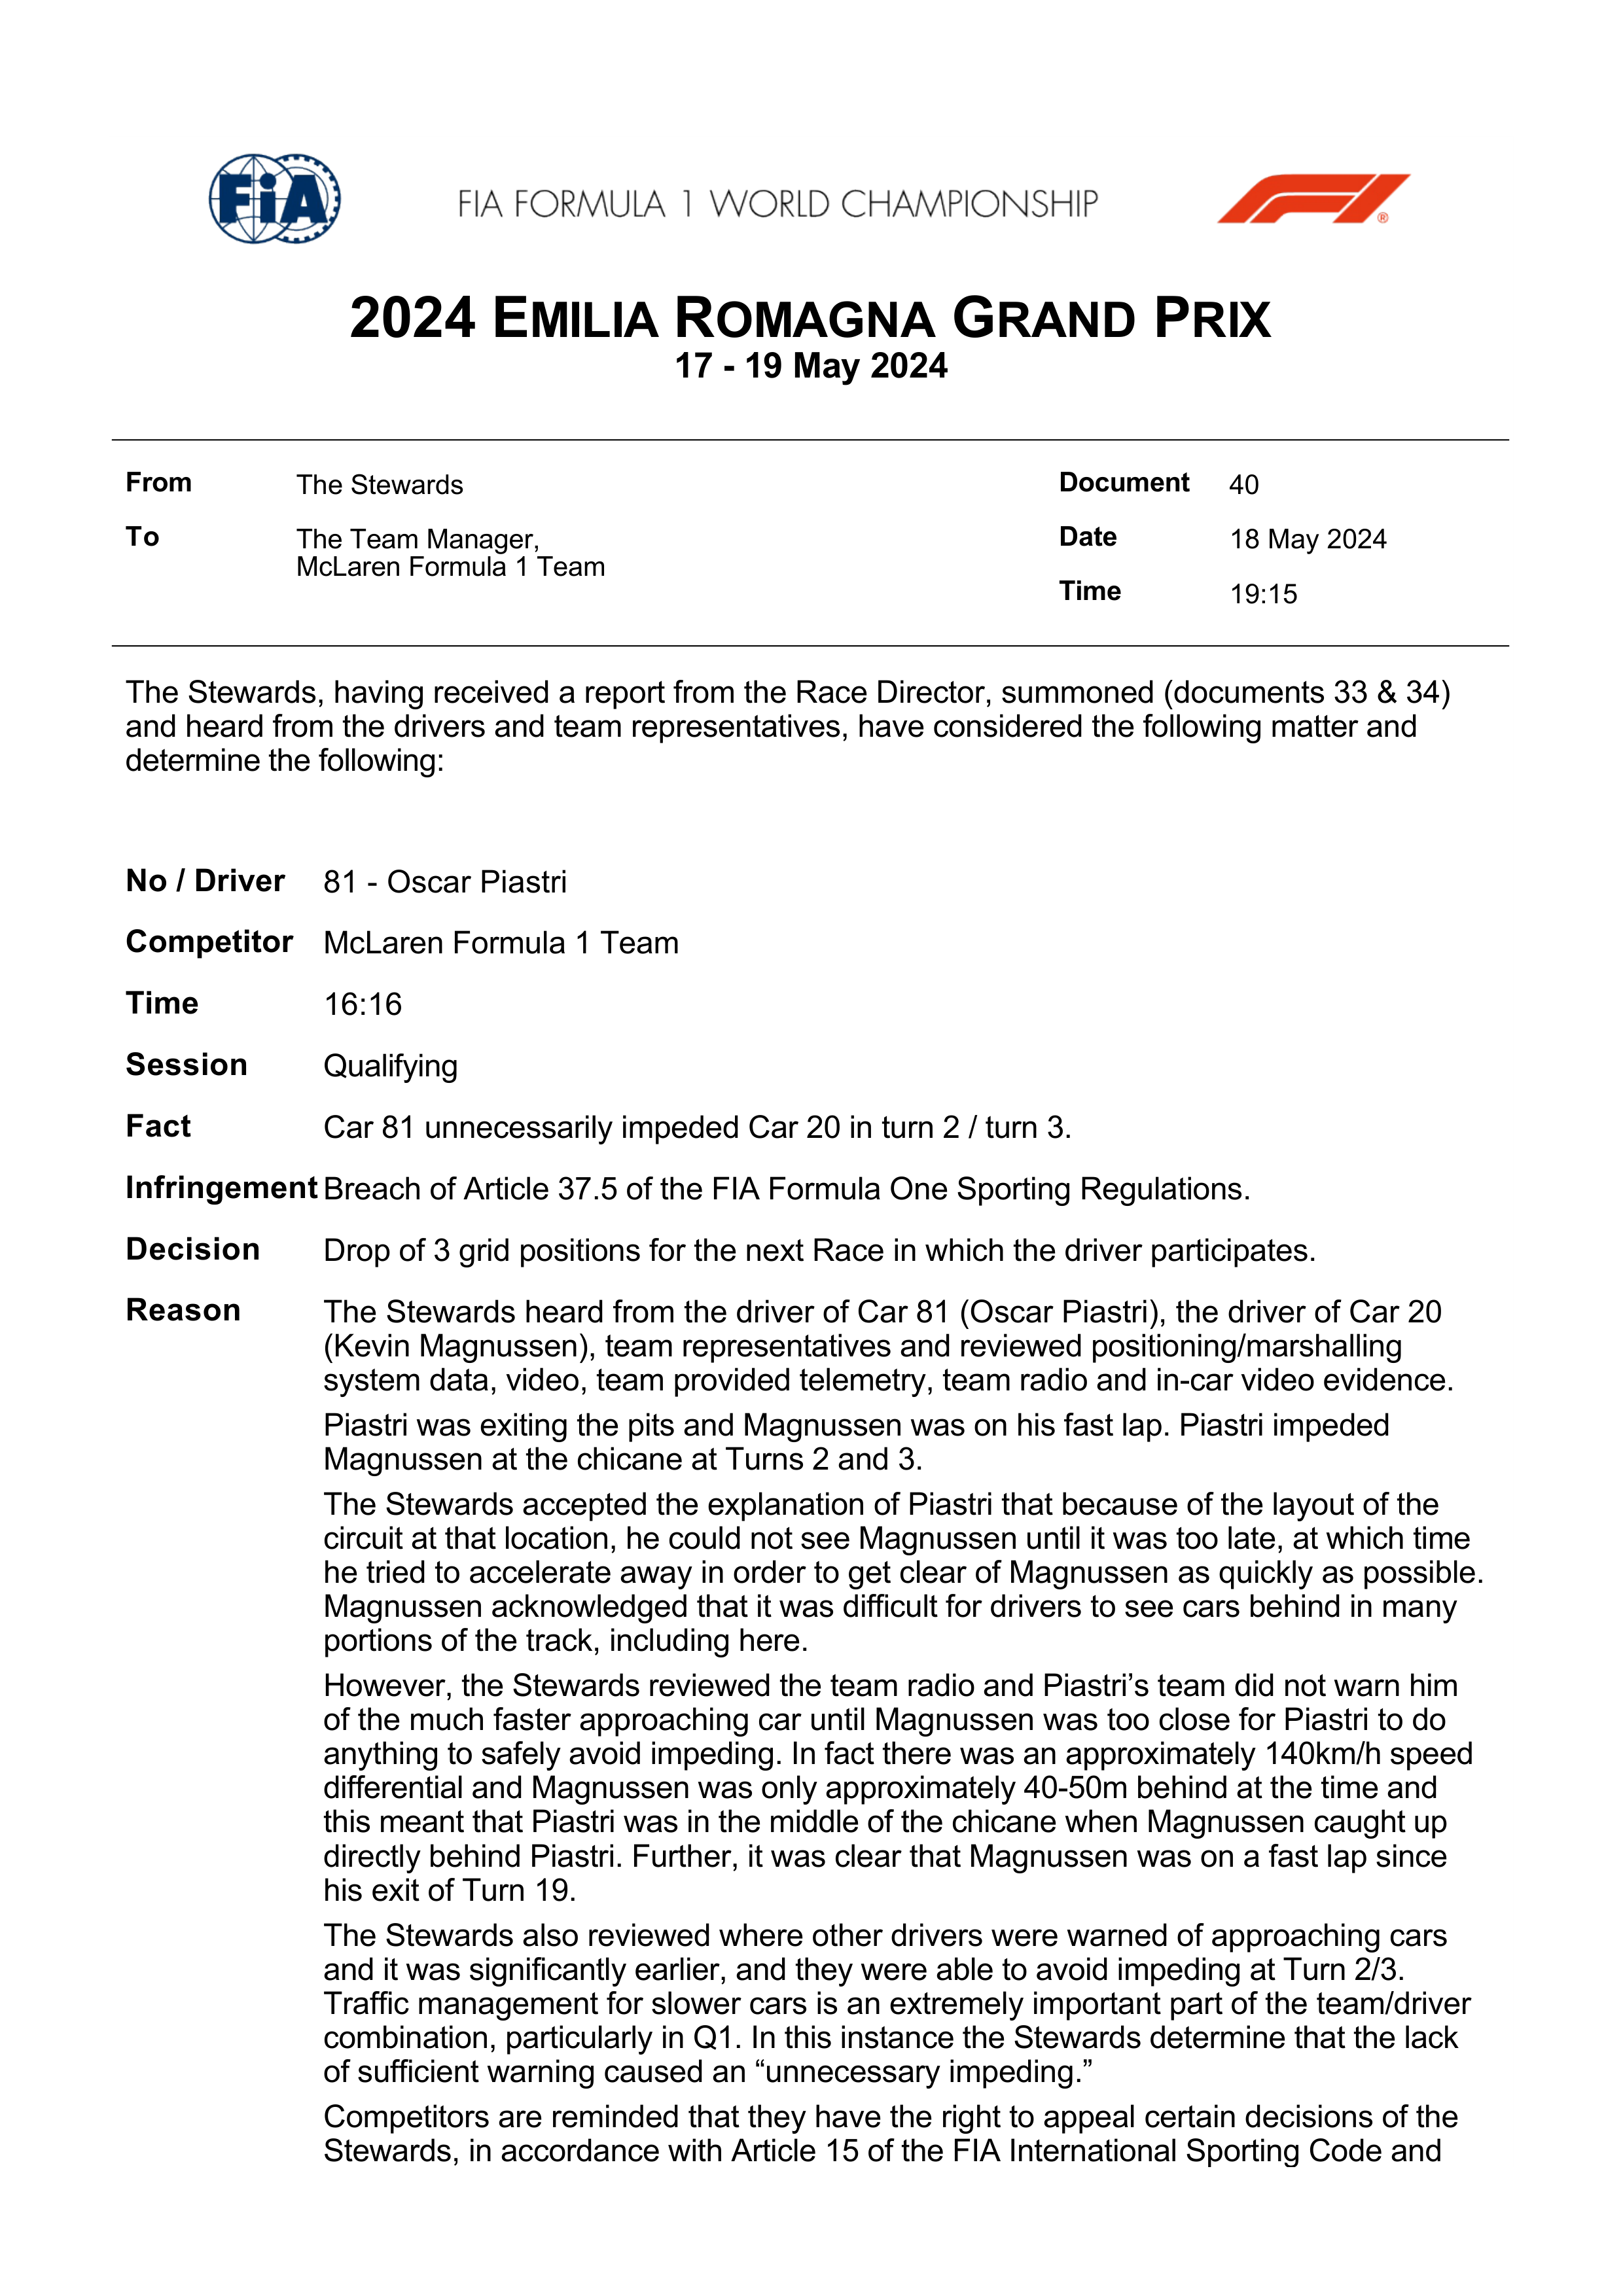 FIA
FIA FORMULA 1 WORLD CHAMPIONSHIP
F1®
2024 EMILIA ROMAGNA GRAND PRIX
17 - 19 May 2024
From The Stewards Document 40
To The Team Manager, Date 18 May 2024
McLaren Formula 1 Team
Time 19:15
The Stewards, having received a report from the Race Director, summoned (documents 33 & 34)
and heard from the drivers and team representatives, have considered the following matter and
determine the following:
No / Driver 81 - Oscar Piastri
Competitor McLaren Formula 1 Team
Time 16:16
Session Qualifying
Fact Car 81 unnecessarily impeded Car 20 in turn 2 / turn 3.
Infringement Breach of Article 37.5 of the FIA Formula One Sporting Regulations.
Decision Drop of 3 grid positions for the next Race in which the driver participates.
Reason The Stewards heard from the driver of Car 81 (Oscar Piastri), the driver of Car 20
(Kevin Magnussen), team representatives and reviewed positioning/marshalling
system data, video, team provided telemetry, team radio and in-car video evidence.
Piastri was exiting the pits and Magnussen was on his fast lap. Piastri impeded
Magnussen at the chicane at Turns 2 and 3.
The Stewards accepted the explanation of Piastri that because of the layout of the
circuit at that location, he could not see Magnussen until it was too late, at which time
he tried to accelerate away in order to get clear of Magnussen as quickly as possible.
Magnussen acknowledged that it was difficult for drivers to see cars behind in many
portions of the track, including here.
However, the Stewards reviewed the team radio and Piastri’s team did not warn him
of the much faster approaching car until Magnussen was too close for Piastri to do
anything to safely avoid impeding. In fact there was an approximately 140km/h speed
differential and Magnussen was only approximately 40-50m behind at the time and
this meant that Piastri was in the middle of the chicane when Magnussen caught up
directly behind Piastri. Further, it was clear that Magnussen was on a fast lap since
his exit of Turn 19.
The Stewards also reviewed where other drivers were warned of approaching cars
and it was significantly earlier, and they were able to avoid impeding at Turn 2/3.
Traffic management for slower cars is an extremely important part of the team/driver
combination, particularly in Q1. In this instance the Stewards determine that the lack
of sufficient warning caused an “unnecessary impeding.”
Competitors are reminded that they have the right to appeal certain decisions of the
Stewards, in accordance with Article 15 of the FIA International Sporting Code and